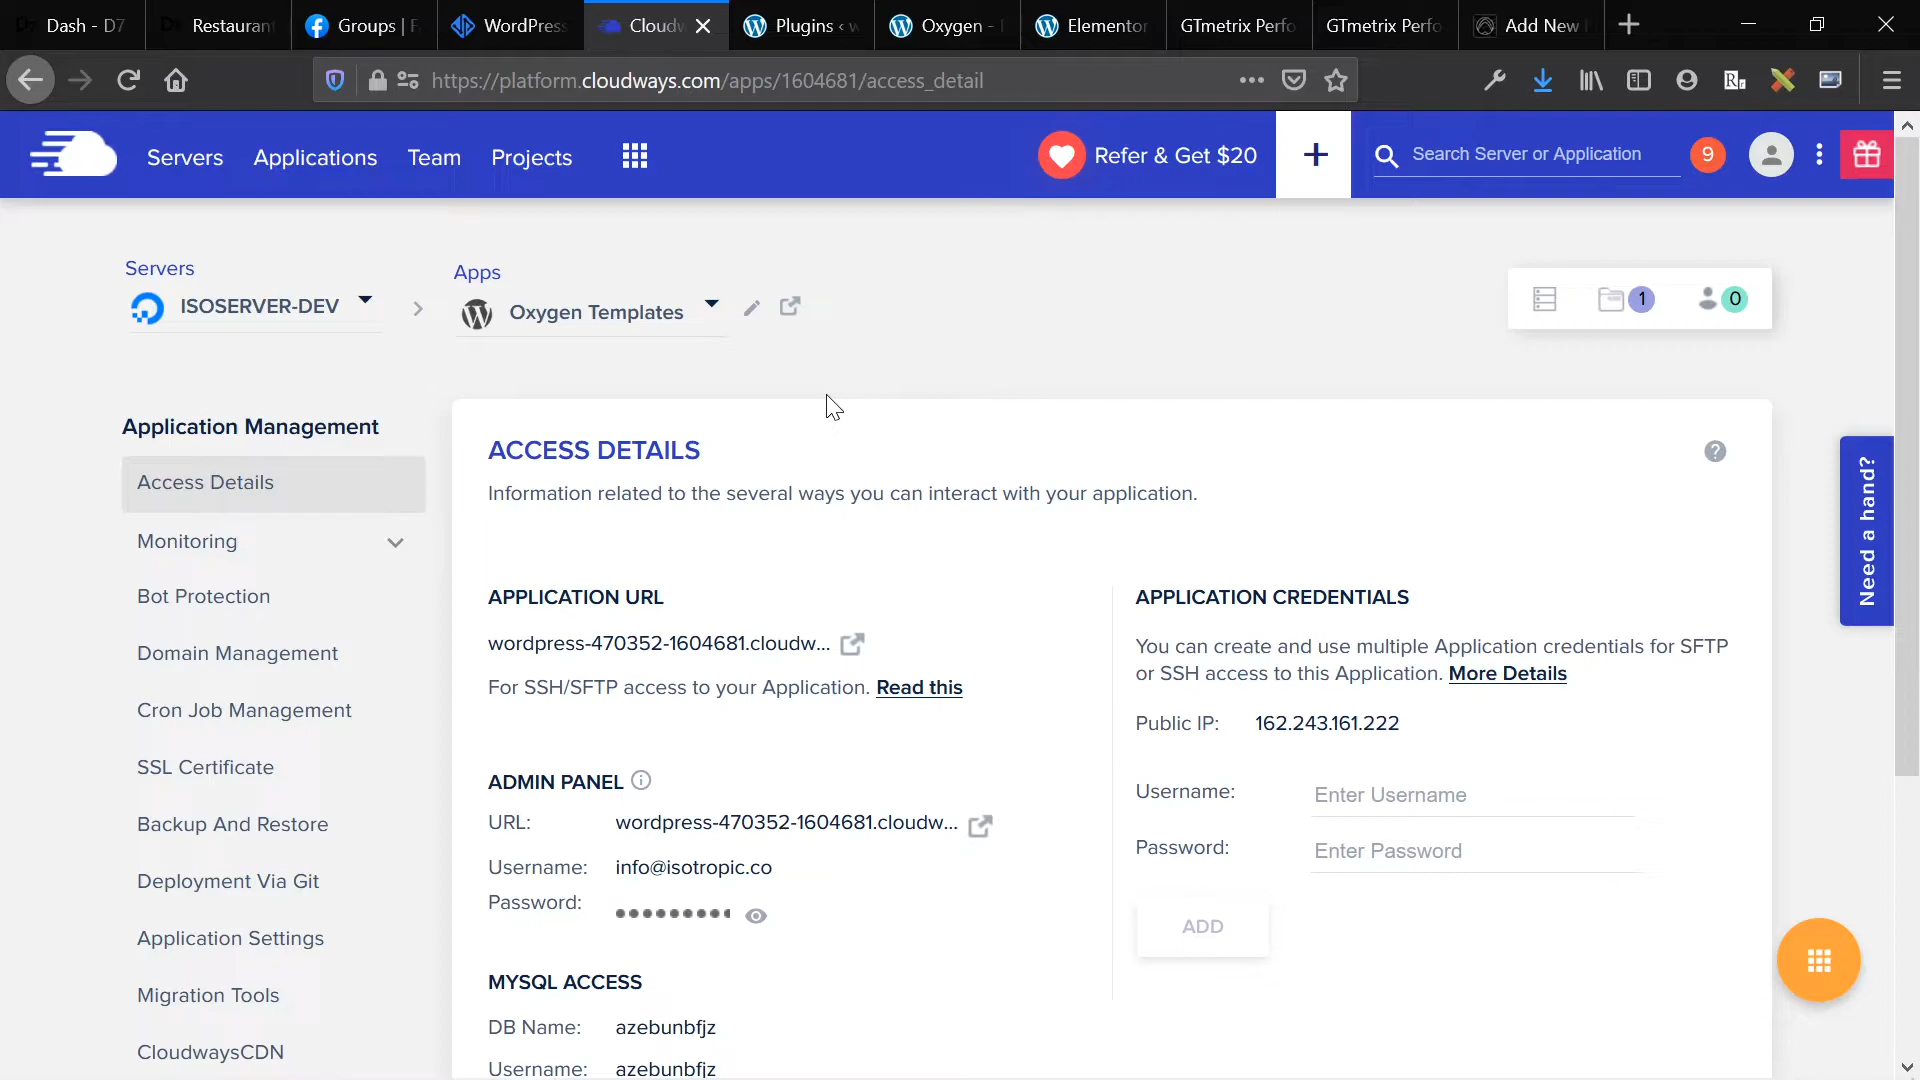 Dash - D7
Restauran
Groups | F
WordPres
Cloudw
Plugins ‹ w
Oxygen -
Elementor
GTmetrix Perfo
GTmetrix Perfo
Add New
https://platform.cloudways.com/apps/1604681/access_detail
Servers
Applications
Team
Projects
Refer & Get $20
+
Search Server or Application
9
Servers
ISOSERVER-DEV
Apps
Oxygen Templates
1
0
Application Management
Access Details
Monitoring
Bot Protection
Domain Management
Cron Job Management
SSL Certificate
Backup And Restore
Deployment Via Git
Application Settings
Migration Tools
CloudwaysCDN
ACCESS DETAILS
?
Information related to the several ways you can interact with your application.
APPLICATION URL
wordpress-470352-1604681.cloudw...
For SSH/SFTP access to your Application. Read this
ADMIN PANEL
URL: wordpress-470352-1604681.cloudw...
Username: info@isotropic.co
Password: •••••••••
MYSQL ACCESS
DB Name: azebunbfjz
Username: azebunbfjz
APPLICATION CREDENTIALS
You can create and use multiple Application credentials for SFTP
or SSH access to this Application. More Details
Public IP: 162.243.161.222
Username: Enter Username
Password: Enter Password
ADD
Need a hand?